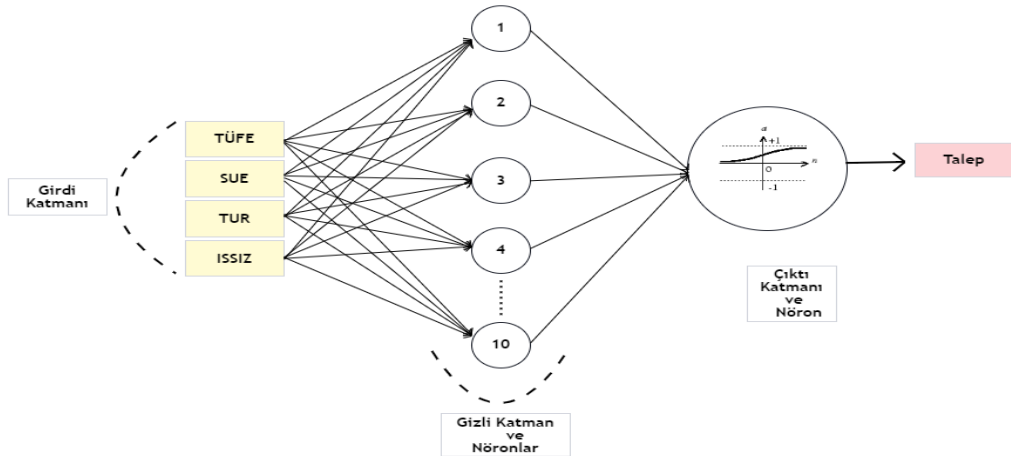 Girdi
Katmanı
TÜFE
SUE
TUR
ISSIZ
1
2
3
4
10
Gizli Katman
ve
Nöronlar
a
+1
n
0
-1
Çıktı
Katmanı
ve
Nöron
Talep